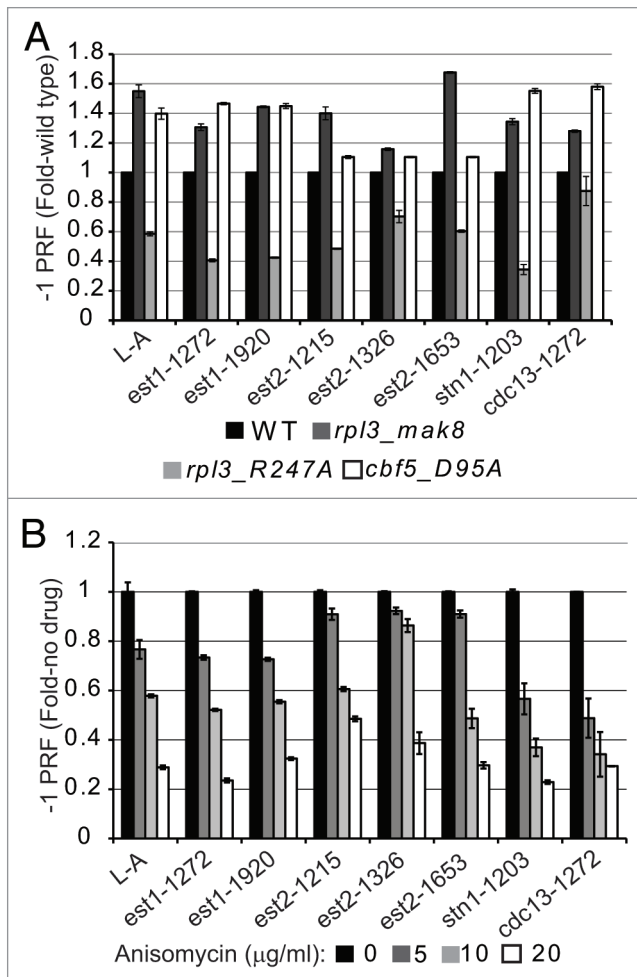 A
-1 PRF (Fold-wild type)
1.8
1.6
1.4
1.2
1
0.8
0.6
0.4
0.2
0
L-A
est1-1272
est1-1920
est2-1215
est2-1326
est2-1653
stn1-1203
cdc13-1272
WT rpl3_mak8
rpl3_R247A cbf5_D95A
B
-1 PRF (Fold-no drug)
1.2
1
0.8
0.6
0.4
0.2
0
L-A
est1-1272
est1-1920
est2-1215
est2-1326
est2-1653
stn1-1203
cdc13-1272
Anisomycin (μg/ml): 0 5 10 20